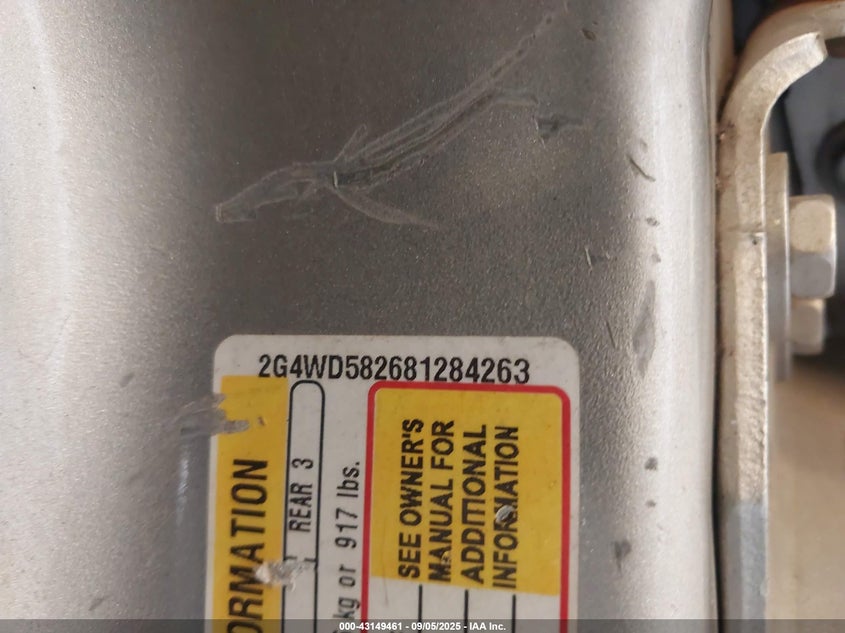 2G4WD582681284263
ORMATION
REAR 3
kg or 917 lbs.
SEE OWNER'S
MANUAL FOR
ADDITIONAL
INFORMATION
000-43149461 - 09/05/2025 - IAA Inc.